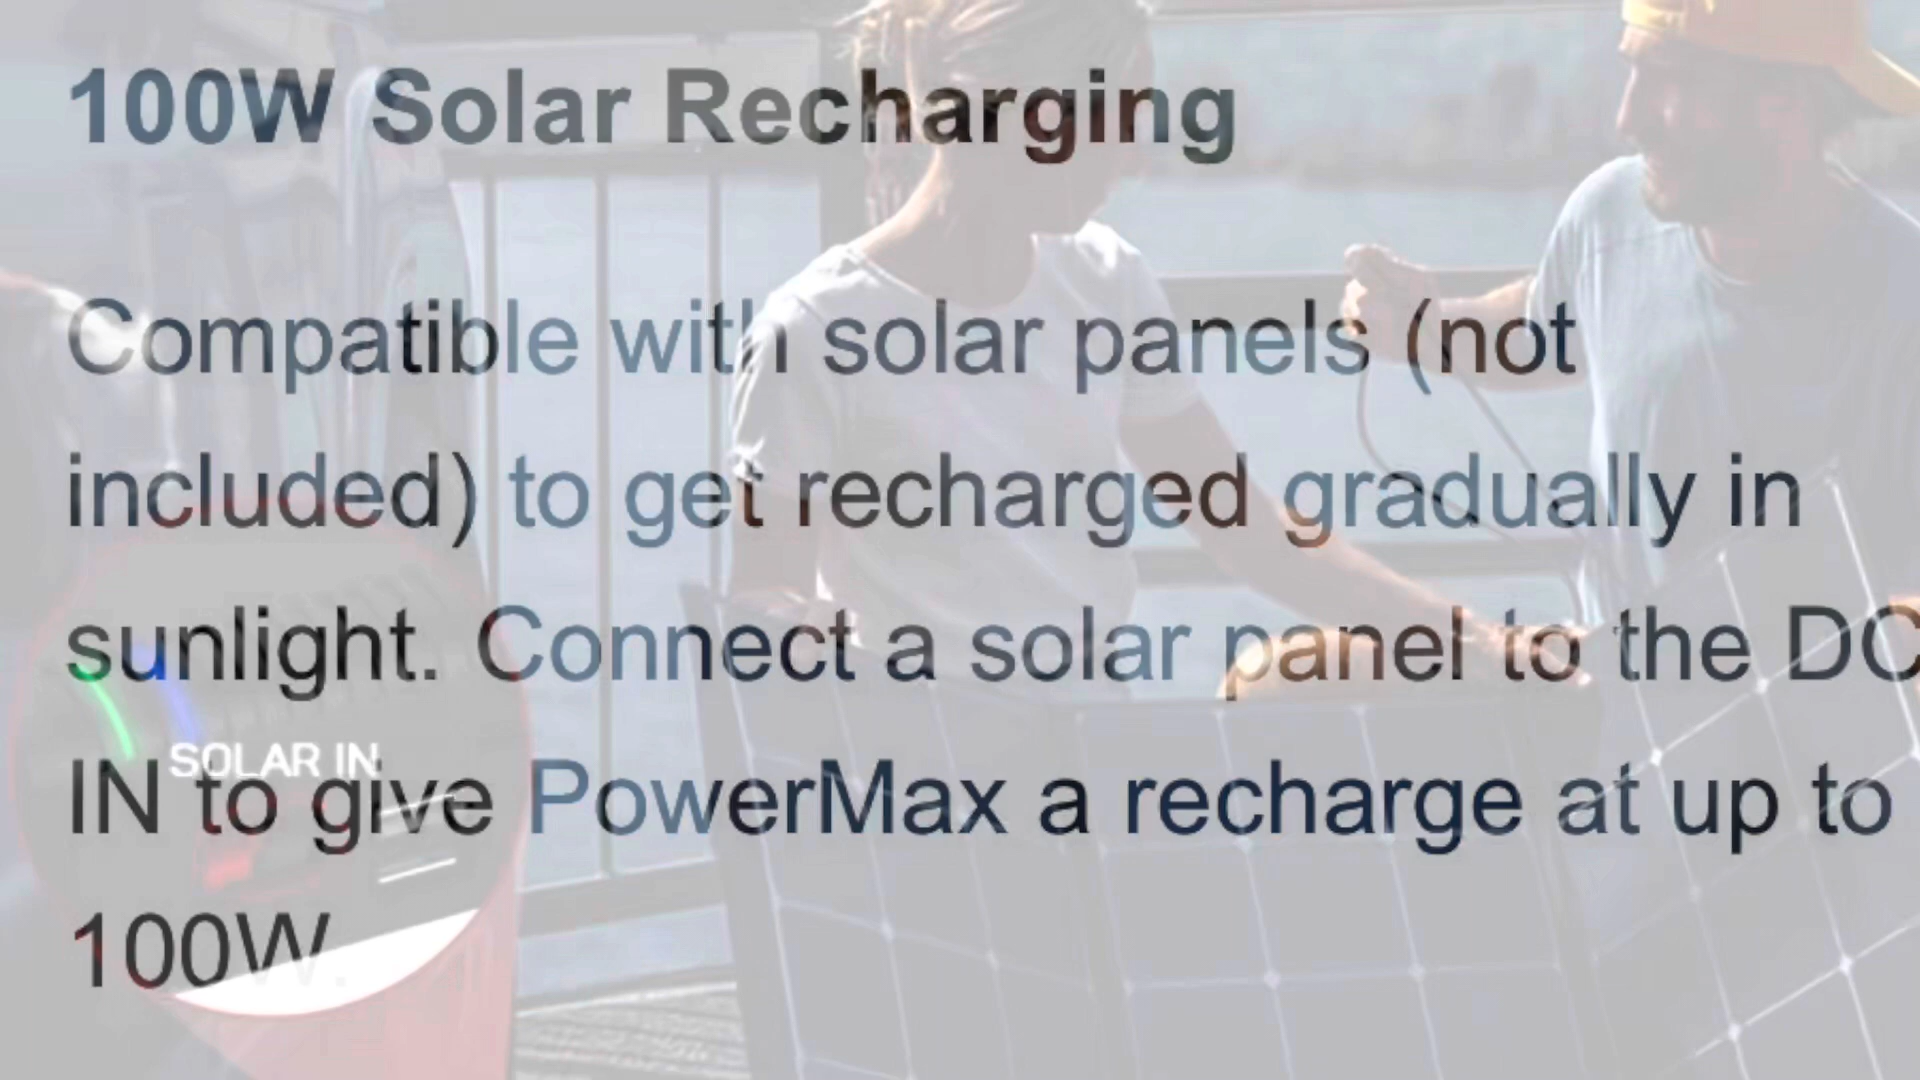 100W Solar Recharging
Compatible with solar panels (not
included) to get recharged gradually in
sunlight. Connect a solar panel to the DC
SOLAR IN
IN to give PowerMax a recharge at up to
100W.